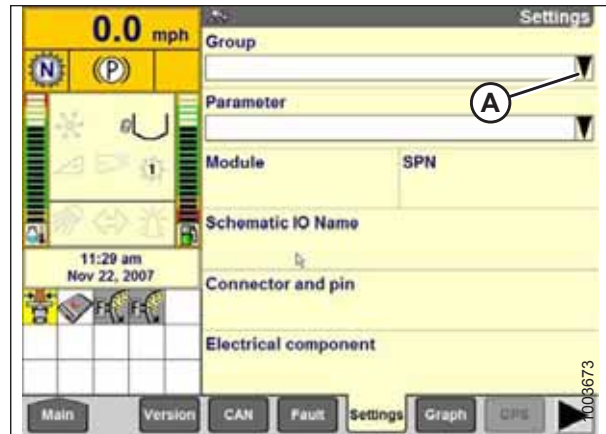 0.0 mph
Settings
Group
N
(P)
A
Parameter
1
Module
SPN
Schematic IO Name
11:29 am
Nov 22, 2007
Connector and pin
F
F
Electrical component
1003673
Main
Version
CAN
Fault
Settings
Graph
GPS